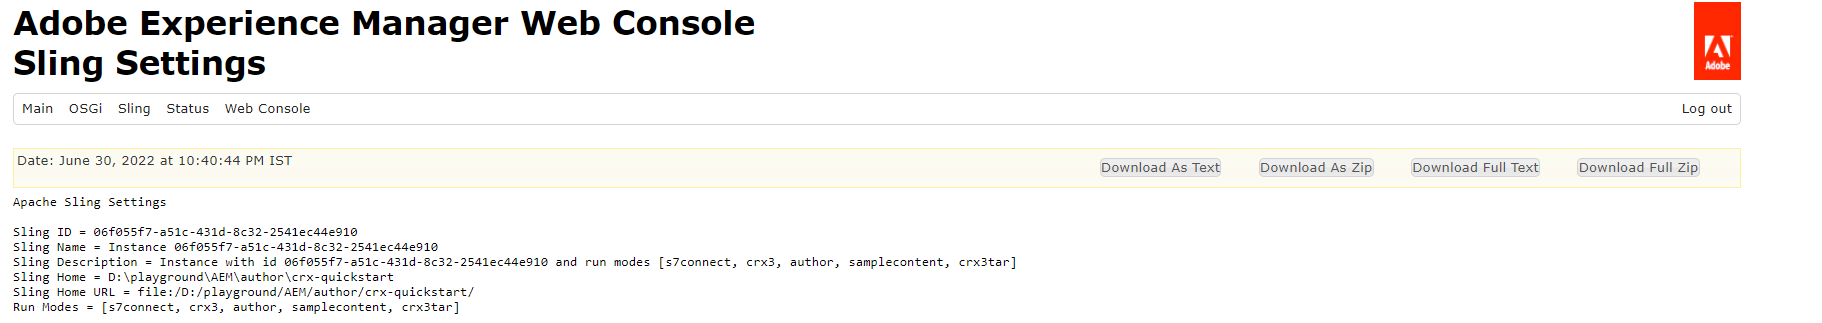 Adobe Experience Manager Web Console
Sling Settings
Adobe
Main OSGi Sling Status Web Console Log out
Date: June 30, 2022 at 10:40:44 PM IST Download As Text Download As Zip Download Full Text Download Full Zip
Apache Sling Settings
Sling ID = 06f055f7-a51c-431d-8c32-2541ec44e910
Sling Name = Instance 06f055f7-a51c-431d-8c32-2541ec44e910
Sling Description = Instance with id 06f055f7-a51c-431d-8c32-2541ec44e910 and run modes [s7connect, crx3, author, samplecontent, crx3tar]
Sling Home = D:\playground\AEM\author\crx-quickstart
Sling Home URL = file:/D:/playground/AEM/author/crx-quickstart/
Run Modes = [s7connect, crx3, author, samplecontent, crx3tar]